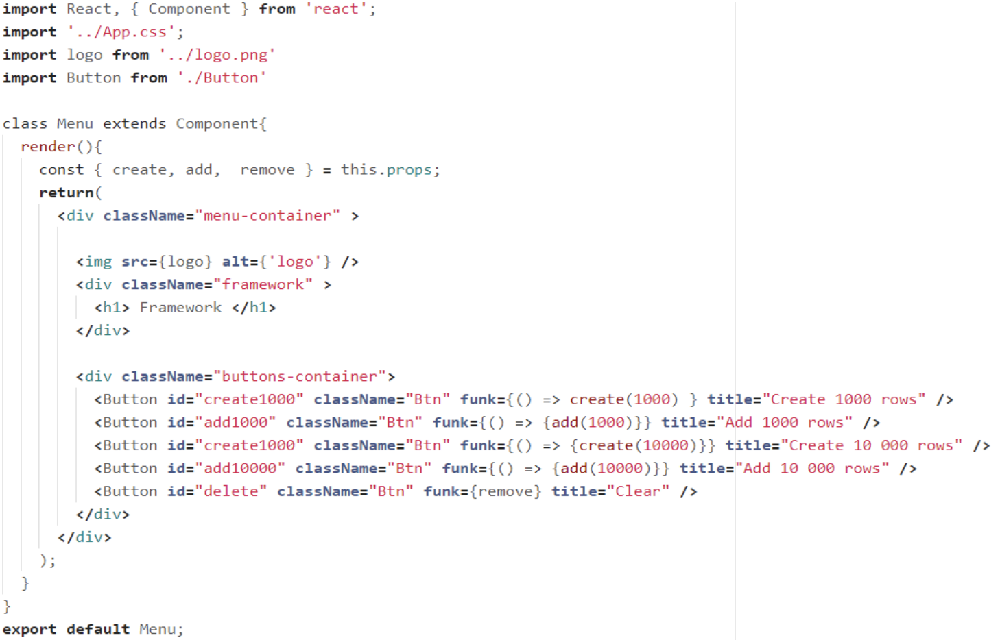 import React, { Component } from 'react';
import '../App.css';
import logo from '../logo.png'
import Button from './Button'

class Menu extends Component{
  render(){
    const { create, add,  remove } = this.props;
    return(
      <div className="menu-container" >

        <img src={logo} alt={'logo'} />
        <div className="framework" >
          <h1> Framework </h1>
        </div>

        <div className="buttons-container">
          <Button id="create1000" className="Btn" funk={() => create(1000) } title="Create 1000 rows" />
          <Button id="add1000" className="Btn" funk={() => {add(1000)}} title="Add 1000 rows" />
          <Button id="create1000" className="Btn" funk={() => {create(10000)}} title="Create 10 000 rows" />
          <Button id="add10000" className="Btn" funk={() => {add(10000)}} title="Add 10 000 rows" />
          <Button id="delete" className="Btn" funk={remove} title="Clear" />
        </div>
      </div>
    );
  }
}
export default Menu;